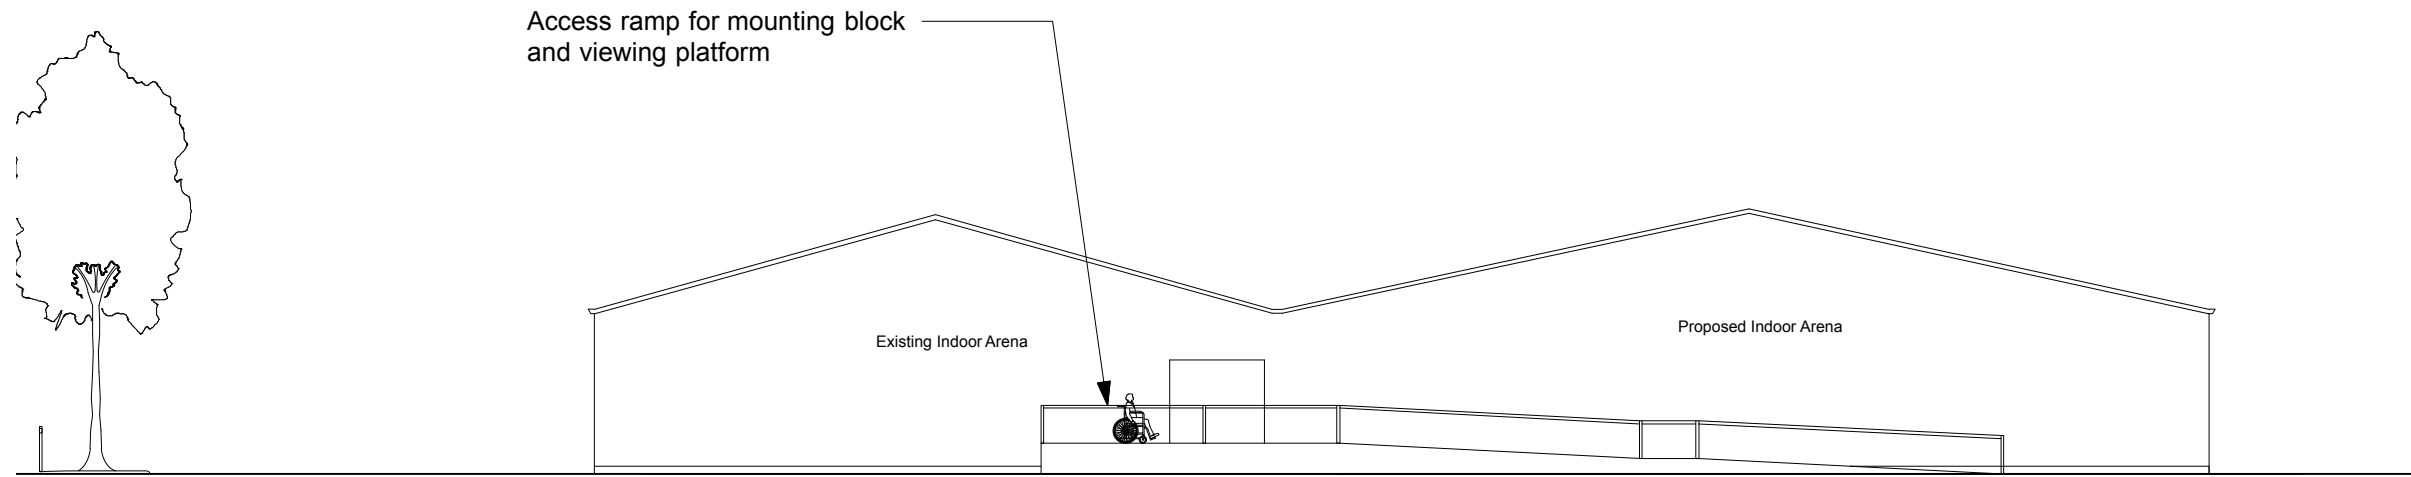 Access ramp for mounting block
and viewing platform
Existing Indoor Arena
Proposed Indoor Arena